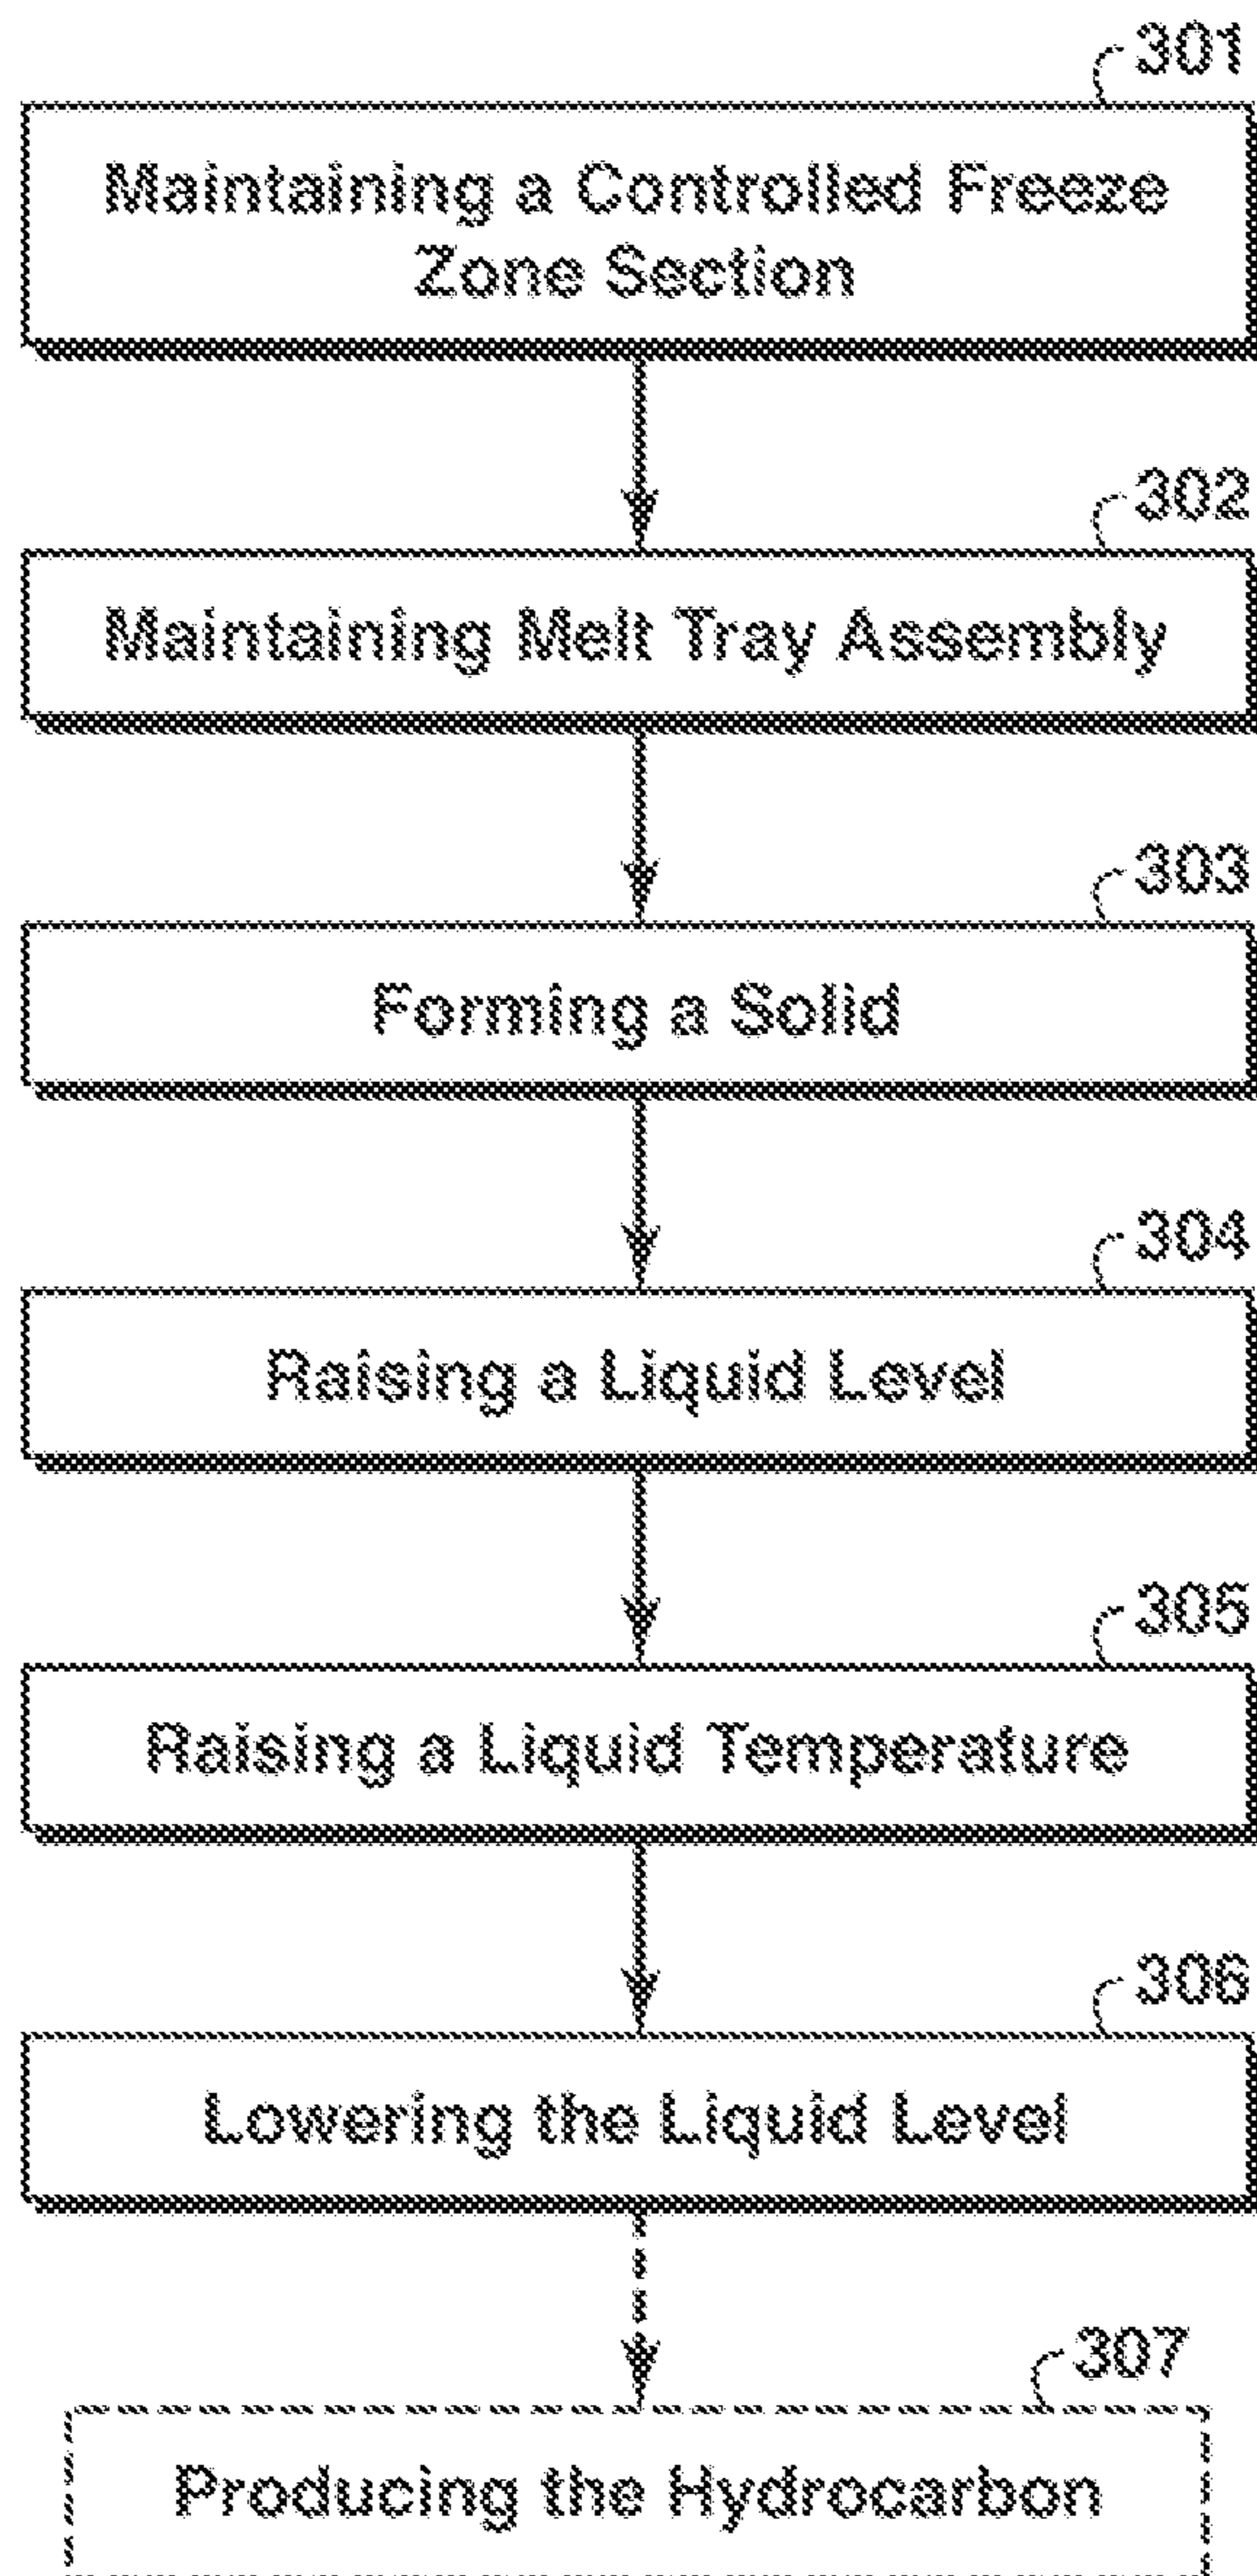 301
Maintaining a Controlled Freeze
Zone Section
302
Maintaining Melt Tray Assembly
303
Forming a Solid
304
Raising a Liquid Level
305
Raising a Liquid Temperature
306
Lowering the Liquid Level
307
Producing the Hydrocarbon